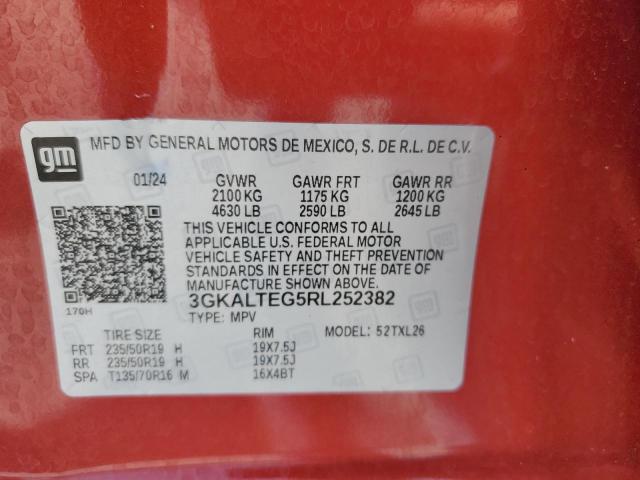 gm MFD BY GENERAL MOTORS DE MEXICO, S. DE R.L. DE C.V.
01/24 GVWR GAWR FRT GAWR RR
2100 KG 1175 KG 1200 KG
4630 LB 2590 LB 2645 LB
THIS VEHICLE CONFORMS TO ALL
APPLICABLE U.S. FEDERAL MOTOR
VEHICLE SAFETY AND THEFT PREVENTION
STANDARDS IN EFFECT ON THE DATE OF
MANUFACTURE SHOWN ABOVE.
3GKALTEG5RL252382
170H TYPE: MPV
TIRE SIZE RIM MODEL: 52TXL26
FRT 235/50R19 H 19X7.5J
RR 235/50R19 H 19X7.5J
SPA T135/70R16 M 16X4BT